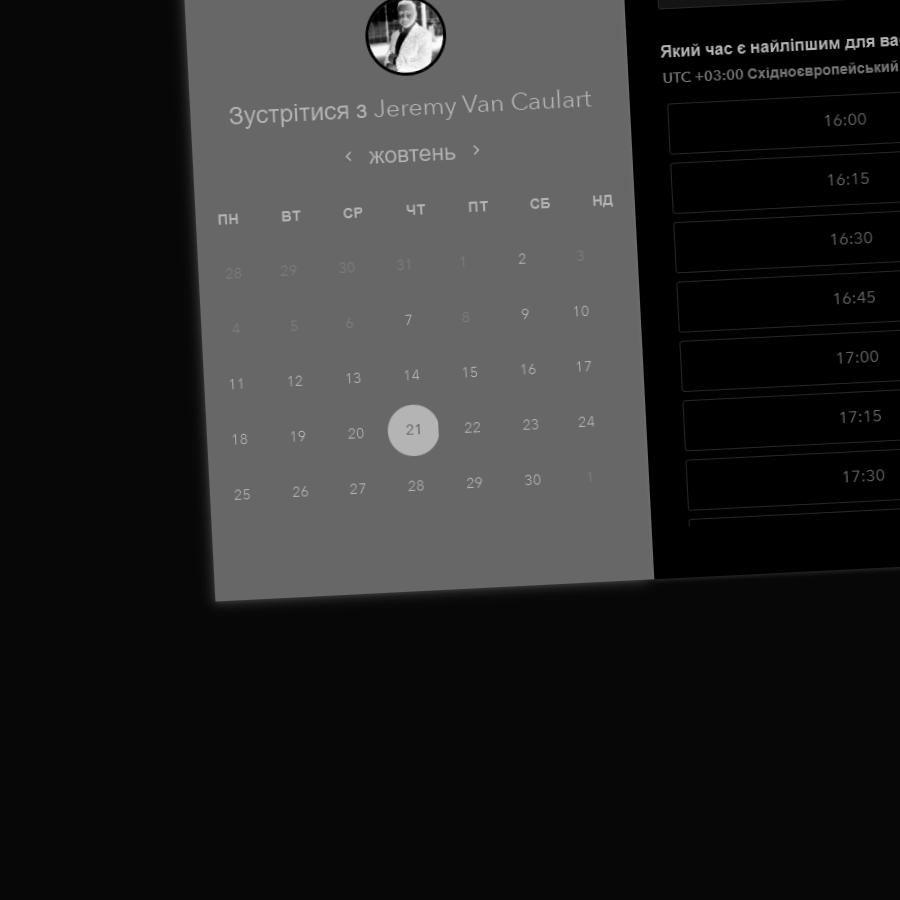 Зустрітися з Jeremy Van Caulart
жовтень
ПН ВТ СР ЧТ ПТ СБ НД
28 29 30 31 1 2 3
4 5 6 7 8 9 10
11 12 13 14 15 16 17
18 19 20 21 22 23 24
25 26 27 28 29 30 1
Який час є найліпшим для
UTC +03:00 Східноєвропейський
16:00
16:15
16:30
16:45
17:00
17:15
17:30